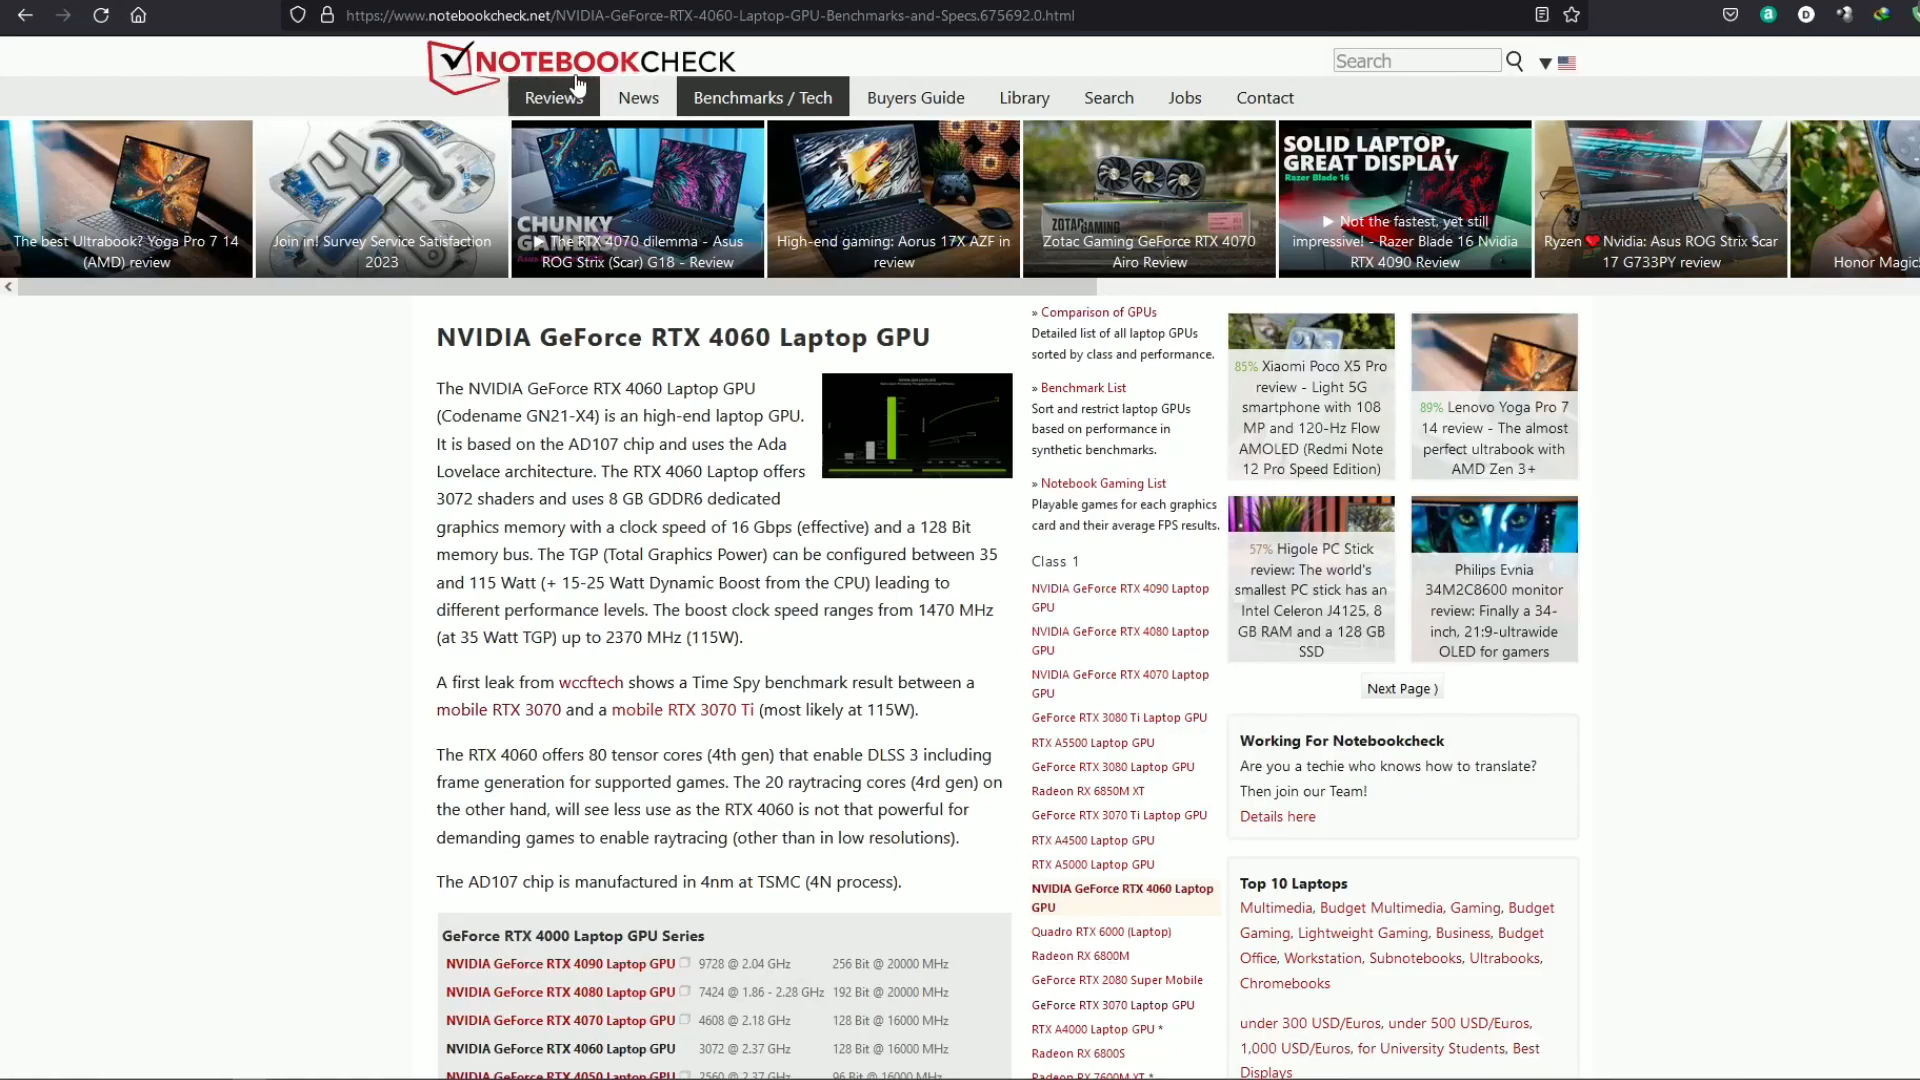 https://www.notebookcheck.net/NVIDIA-GeForce-RTX-4060-Laptop-GPU-Benchmarks-and-Specs.675692.0.html
NOTEBOOKCHECK
Search
Reviews
News
Benchmarks / Tech
Buyers Guide
Library
Search
Jobs
Contact
The best Ultrabook? Yoga Pro 7 14
(AMD) review
Join in! Survey Service Satisfaction
2023
CHUNKY
▶ The RTX 4070 dilemma - Asus
ROG Strix (Scar) G18 - Review
High-end gaming: Aorus 17X AZF in
review
ZOTAC GAMING
Zotac Gaming GeForce RTX 4070
Airo Review
SOLID LAPTOP,
GREAT DISPLAY
Razer Blade 16
▶ Not the fastest, yet still
impressive! - Razer Blade 16 Nvidia
RTX 4090 Review
Ryzen ❤ Nvidia: Asus ROG Strix Scar
17 G733PY review
Honor Magic
NVIDIA GeForce RTX 4060 Laptop GPU
The NVIDIA GeForce RTX 4060 Laptop GPU
(Codename GN21-X4) is an high-end laptop GPU.
It is based on the AD107 chip and uses the Ada
Lovelace architecture. The RTX 4060 Laptop offers
3072 shaders and uses 8 GB GDDR6 dedicated
graphics memory with a clock speed of 16 Gbps (effective) and a 128 Bit
memory bus. The TGP (Total Graphics Power) can be configured between 35
and 115 Watt (+ 15-25 Watt Dynamic Boost from the CPU) leading to
different performance levels. The boost clock speed ranges from 1470 MHz
(at 35 Watt TGP) up to 2370 MHz (115W).
A first leak from wccftech shows a Time Spy benchmark result between a
mobile RTX 3070 and a mobile RTX 3070 Ti (most likely at 115W).
The RTX 4060 offers 80 tensor cores (4th gen) that enable DLSS 3 including
frame generation for supported games. The 20 raytracing cores (4rd gen) on
the other hand, will see less use as the RTX 4060 is not that powerful for
demanding games to enable raytracing (other than in low resolutions).
The AD107 chip is manufactured in 4nm at TSMC (4N process).
GeForce RTX 4000 Laptop GPU Series
NVIDIA GeForce RTX 4090 Laptop GPU 9728 @ 2.04 GHz 256 Bit @ 20000 MHz
NVIDIA GeForce RTX 4080 Laptop GPU 7424 @ 1.86 - 2.28 GHz 192 Bit @ 20000 MHz
NVIDIA GeForce RTX 4070 Laptop GPU 4608 @ 2.18 GHz 128 Bit @ 16000 MHz
NVIDIA GeForce RTX 4060 Laptop GPU 3072 @ 2.37 GHz 128 Bit @ 16000 MHz
NVIDIA GeForce RTX 4050 Laptop GPU 2560 @ 2.37 GHz 96 Bit @ 16000 MHz
» Comparison of GPUs
Detailed list of all laptop GPUs
sorted by class and performance.
» Benchmark List
Sort and restrict laptop GPUs
based on performance in
synthetic benchmarks.
» Notebook Gaming List
Playable games for each graphics
card and their average FPS results.
Class 1
NVIDIA GeForce RTX 4090 Laptop
GPU
NVIDIA GeForce RTX 4080 Laptop
GPU
NVIDIA GeForce RTX 4070 Laptop
GPU
GeForce RTX 3080 Ti Laptop GPU
RTX A5500 Laptop GPU
GeForce RTX 3080 Laptop GPU
Radeon RX 6850M XT
GeForce RTX 3070 Ti Laptop GPU
RTX A4500 Laptop GPU
RTX A5000 Laptop GPU
NVIDIA GeForce RTX 4060 Laptop
GPU
Quadro RTX 6000 (Laptop)
Radeon RX 6800M
GeForce RTX 2080 Super Mobile
GeForce RTX 3070 Laptop GPU
RTX A4000 Laptop GPU *
Radeon RX 6800S
Radeon RX 7600M XT *
85% Xiaomi Poco X5 Pro
review - Light 5G
smartphone with 108
MP and 120-Hz Flow
AMOLED (Redmi Note
12 Pro Speed Edition)
89% Lenovo Yoga Pro 7
14 review - The almost
perfect ultrabook with
AMD Zen 3+
57% Higole PC Stick
review: The world's
smallest PC stick has an
Intel Celeron J4125, 8
GB RAM and a 128 GB
SSD
Philips Evnia
34M2C8600 monitor
review: Finally a 34-
inch, 21:9-ultrawide
OLED for gamers
Next Page ⟩
Working For Notebookcheck
Are you a techie who knows how to translate?
Then join our Team!
Details here
Top 10 Laptops
Multimedia, Budget Multimedia, Gaming, Budget
Gaming, Lightweight Gaming, Business, Budget
Office, Workstation, Subnotebooks, Ultrabooks,
Chromebooks
under 300 USD/Euros, under 500 USD/Euros,
1,000 USD/Euros, for University Students, Best
Displays